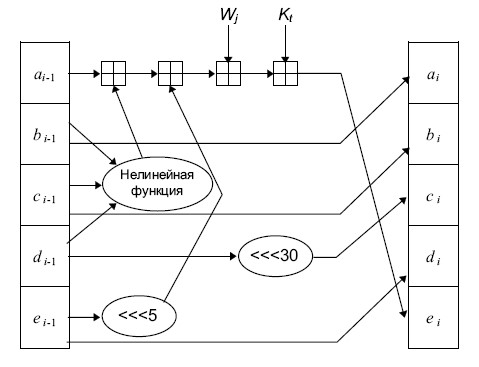 W_j K_t
a_{i-1} a_i
b_{i-1} b_i
Нелинейная
функция
c_{i-1} c_i
d_{i-1} <<<30 d_i
e_{i-1} <<<5 e_i